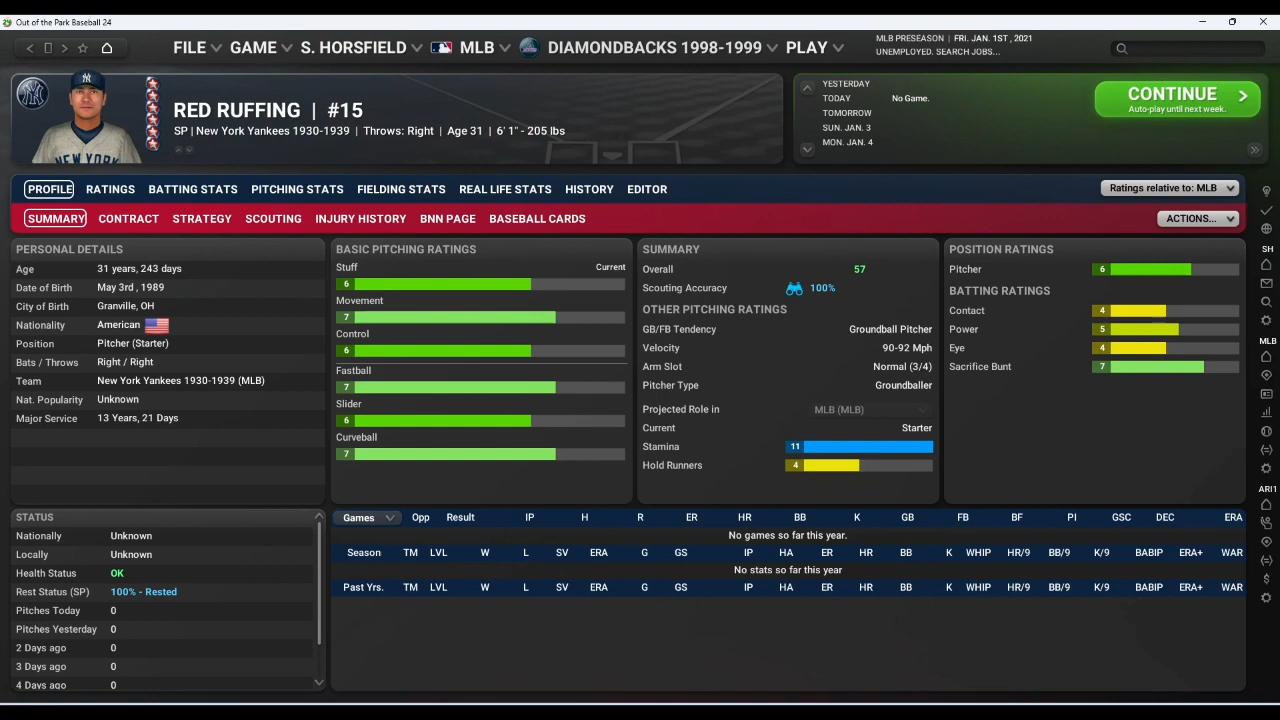 Out of the Park Baseball 24
FILE GAME S. HORSFIELD MLB DIAMONDBACKS 1998-1999 PLAY
MLB PRESEASON | FRI. JAN. 1ST , 2021
UNEMPLOYED. SEARCH JOBS...
RED RUFFING | #15
SP | New York Yankees 1930-1939 | Throws: Right | Age 31 | 6' 1" - 205 lbs
NEW YORK
YESTERDAY
TODAY No Game.
TOMORROW
SUN. JAN. 3
MON. JAN. 4
CONTINUE
Auto-play until next week.
PROFILE RATINGS BATTING STATS PITCHING STATS FIELDING STATS REAL LIFE STATS HISTORY EDITOR
Ratings relative to: MLB
SUMMARY CONTRACT STRATEGY SCOUTING INJURY HISTORY BNN PAGE BASEBALL CARDS
ACTIONS...
PERSONAL DETAILS
Age 31 years, 243 days
Date of Birth May 3rd , 1989
City of Birth Granville, OH
Nationality American
Position Pitcher (Starter)
Bats / Throws Right / Right
Team New York Yankees 1930-1939 (MLB)
Nat. Popularity Unknown
Major Service 13 Years, 21 Days
BASIC PITCHING RATINGS
Stuff Current
6
Movement
7
Control
6
Fastball
7
Slider
6
Curveball
7
SUMMARY
Overall 57
Scouting Accuracy 100%
OTHER PITCHING RATINGS
GB/FB Tendency Groundball Pitcher
Velocity 90-92 Mph
Arm Slot Normal (3/4)
Pitcher Type Groundballer
Projected Role in MLB (MLB)
Current Starter
Stamina 11
Hold Runners 4
POSITION RATINGS
Pitcher 6
BATTING RATINGS
Contact 4
Power 5
Eye 4
Sacrifice Bunt 7
SH
MLB
ARI1
STATUS
Nationally Unknown
Locally Unknown
Health Status OK
Rest Status (SP) 100% - Rested
Pitches Today 0
Pitches Yesterday 0
2 Days ago 0
3 Days ago 0
4 Days ago 0
Games Opp Result IP H R ER HR BB K GB FB BF PI GSC DEC ERA
No games so far this year.
Season TM LVL W L SV ERA G GS IP HA ER HR BB K WHIP HR/9 BB/9 K/9 BABIP ERA+ WAR
No stats so far this year
Past Yrs. TM LVL W L SV ERA G GS IP HA ER HR BB K WHIP HR/9 BB/9 K/9 BABIP ERA+ WAR